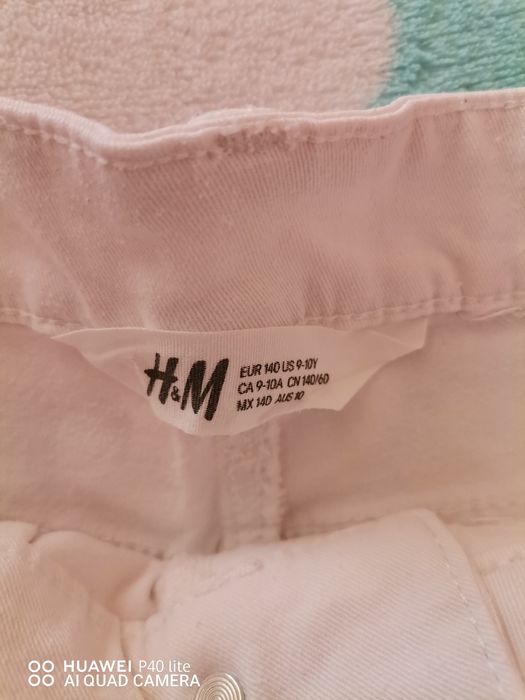 H&M
EUR 140 US 9-10Y
CA 9-10A CN 140/60
MX 140 AUS 10
HUAWEI P40 lite
AI QUAD CAMERA